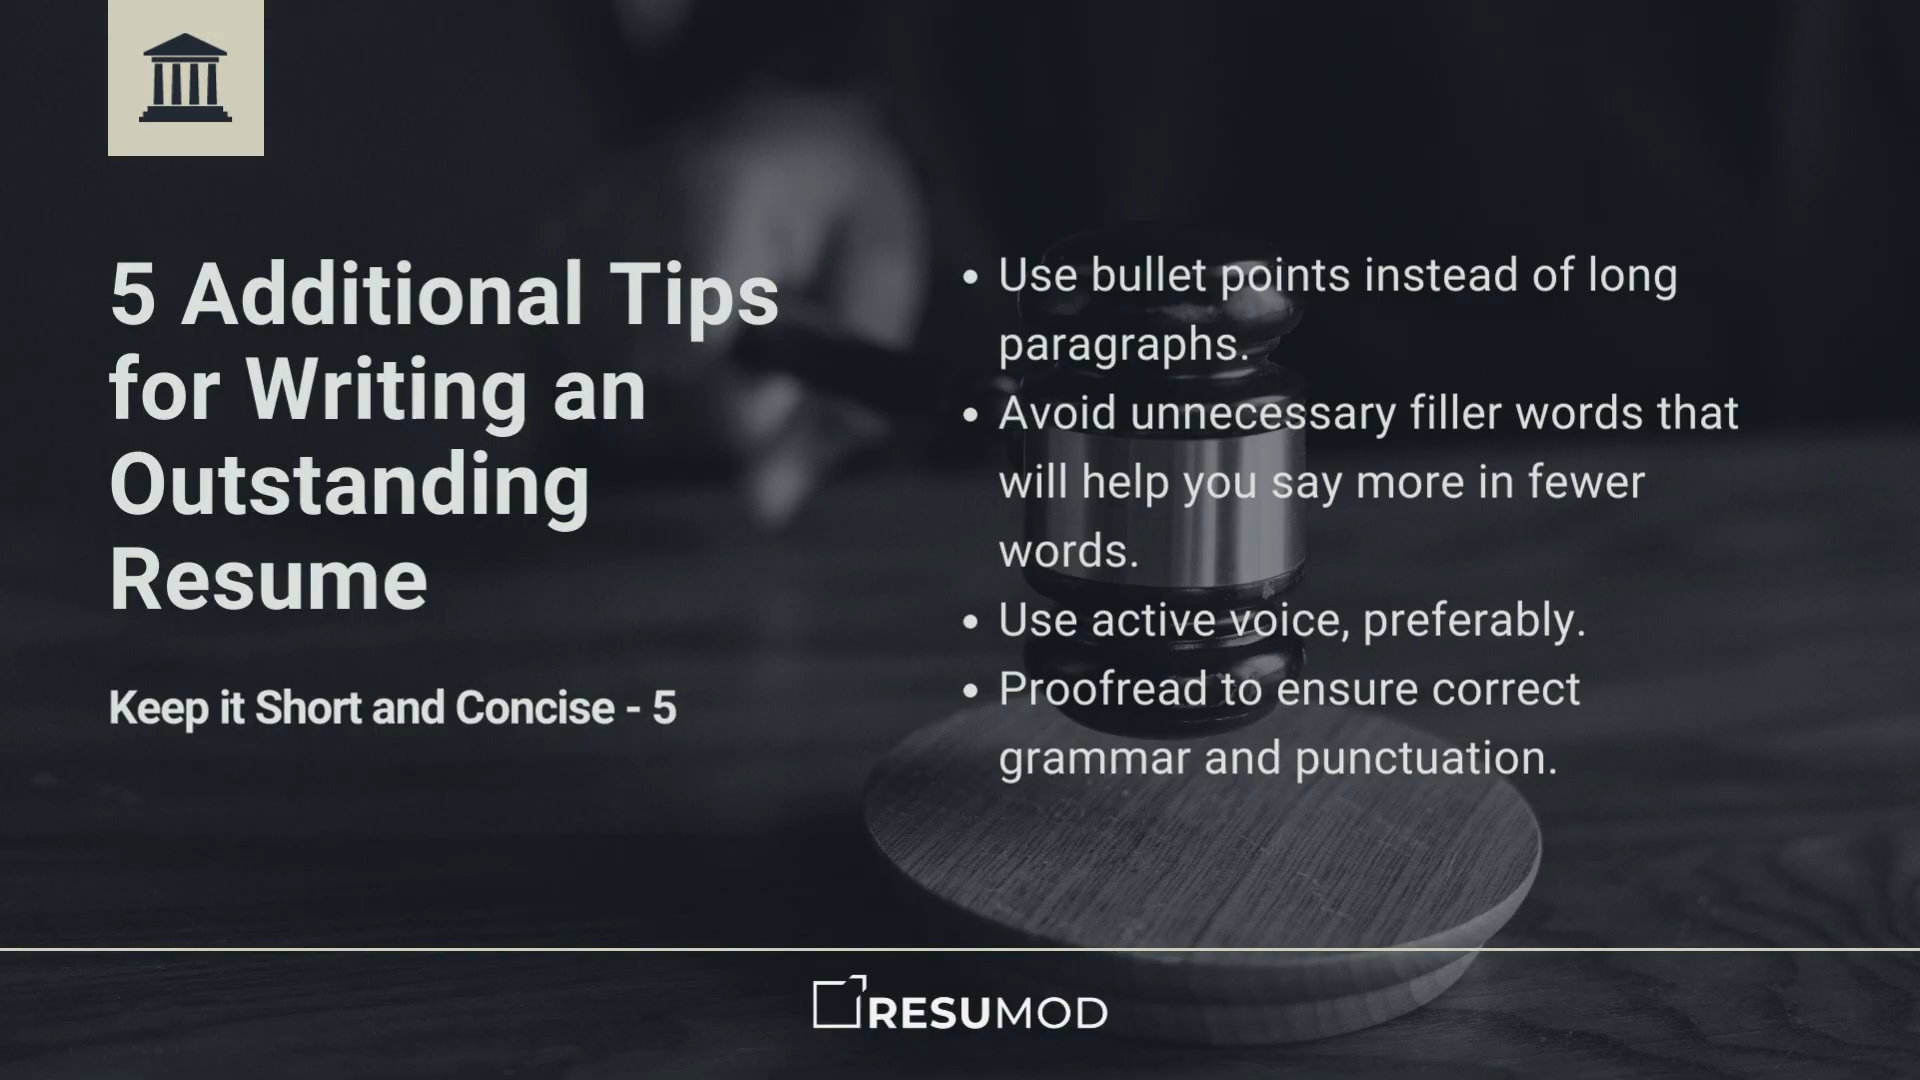 5 Additional Tips
for Writing an
Outstanding
Resume
Keep it Short and Concise - 5
• Use bullet points instead of long
paragraphs.
• Avoid unnecessary filler words that
will help you say more in fewer
words.
• Use active voice, preferably.
• Proofread to ensure correct
grammar and punctuation.
RESUMOD